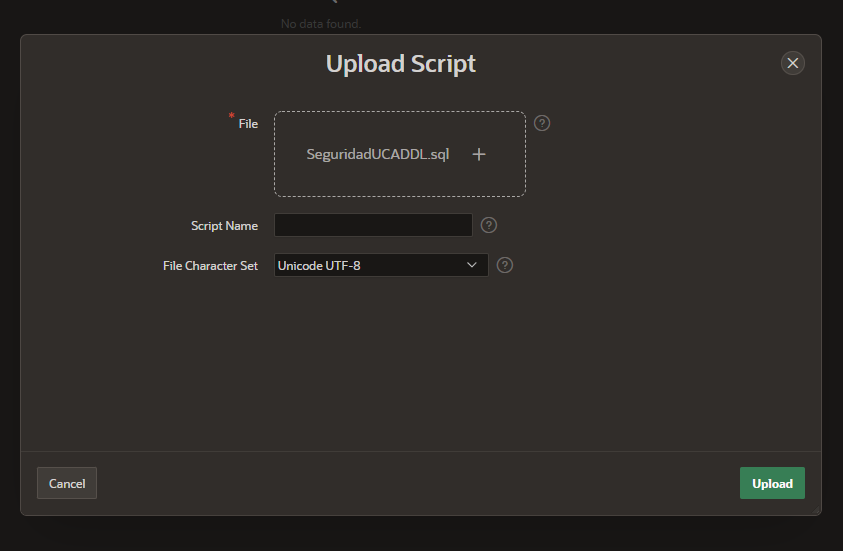 No data found.
Upload Script
* File
SeguridadUCADDL.sql +
Script Name
File Character Set
Unicode UTF-8
Cancel
Upload